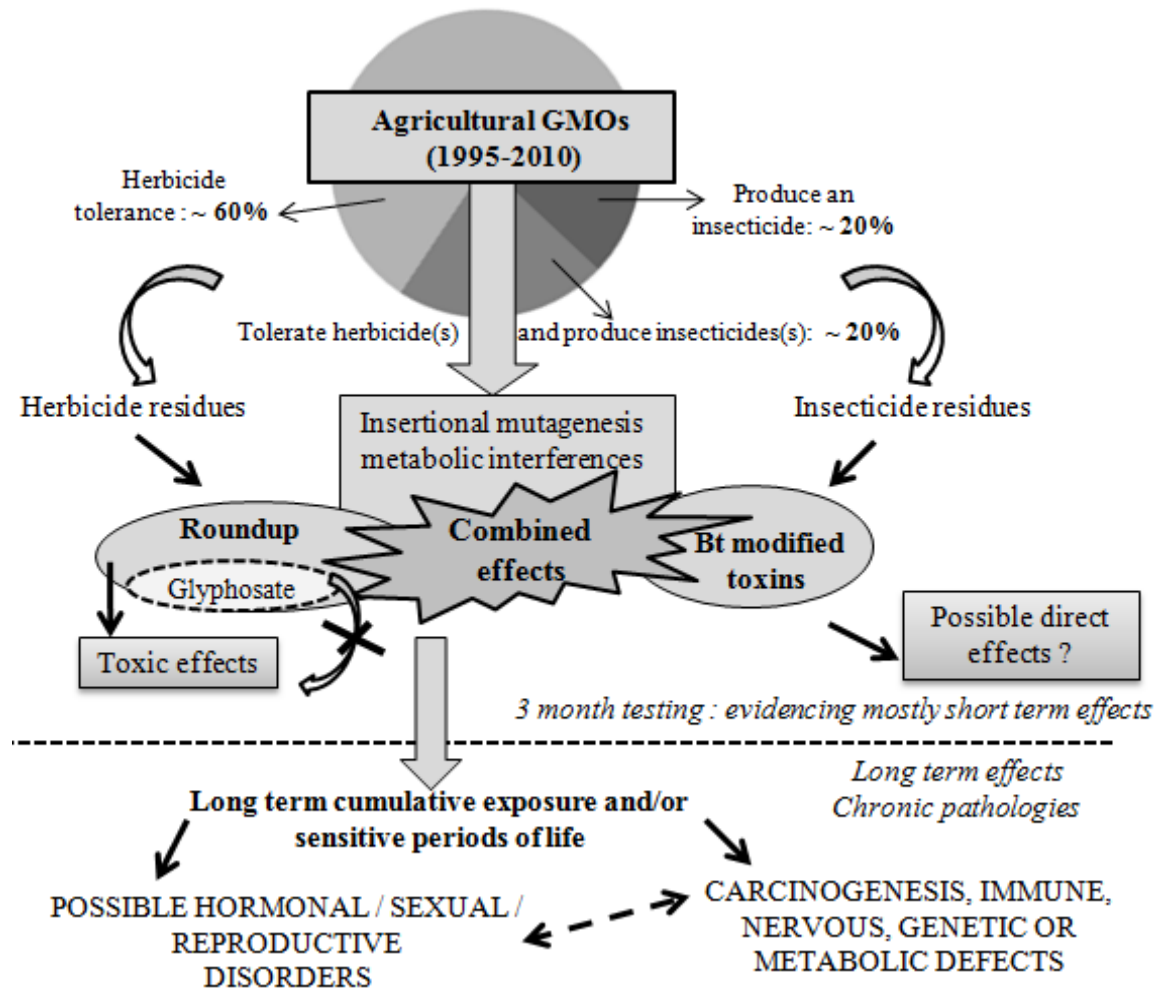 Agricultural GMOs
(1995-2010)
Herbicide
tolerance : ~ 60%
Produce an
insecticide: ~ 20%
Tolerate herbicide(s) and produce insecticides(s): ~ 20%
Herbicide residues
Insecticide residues
Insertional mutagenesis
metabolic interferences
Roundup
Glyphosate
Combined
effects
Bt modified
toxins
Toxic effects
Possible direct
effects ?
3 month testing : evidencing mostly short term effects
Long term effects
Chronic pathologies
Long term cumulative exposure and/or
sensitive periods of life
POSSIBLE HORMONAL / SEXUAL /
REPRODUCTIVE
DISORDERS
CARCINOGENESIS, IMMUNE,
NERVOUS, GENETIC OR
METABOLIC DEFECTS